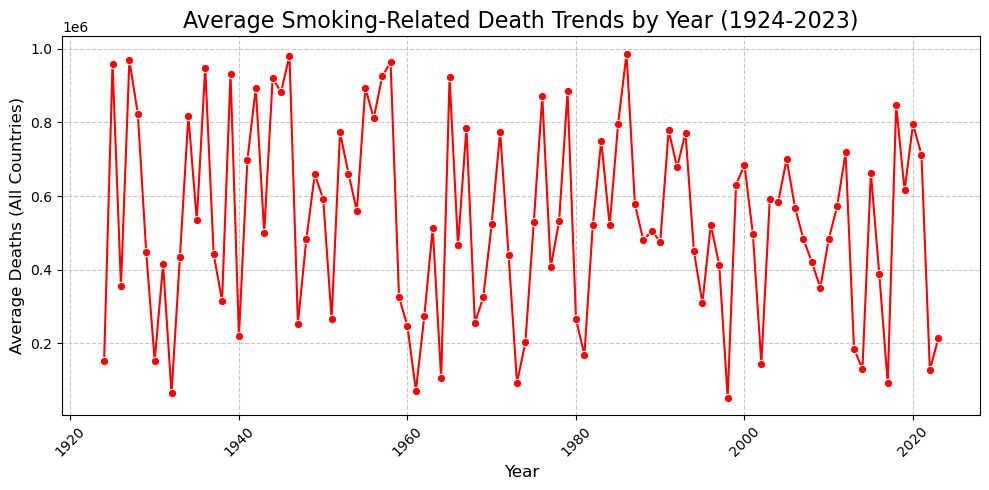 Average Smoking-Related Death Trends by Year (1924-2023)
1e6
1.0
0.8
0.6
0.4
0.2
Average Deaths (All Countries)
1920
1940
1960
1980
2000
2020
Year